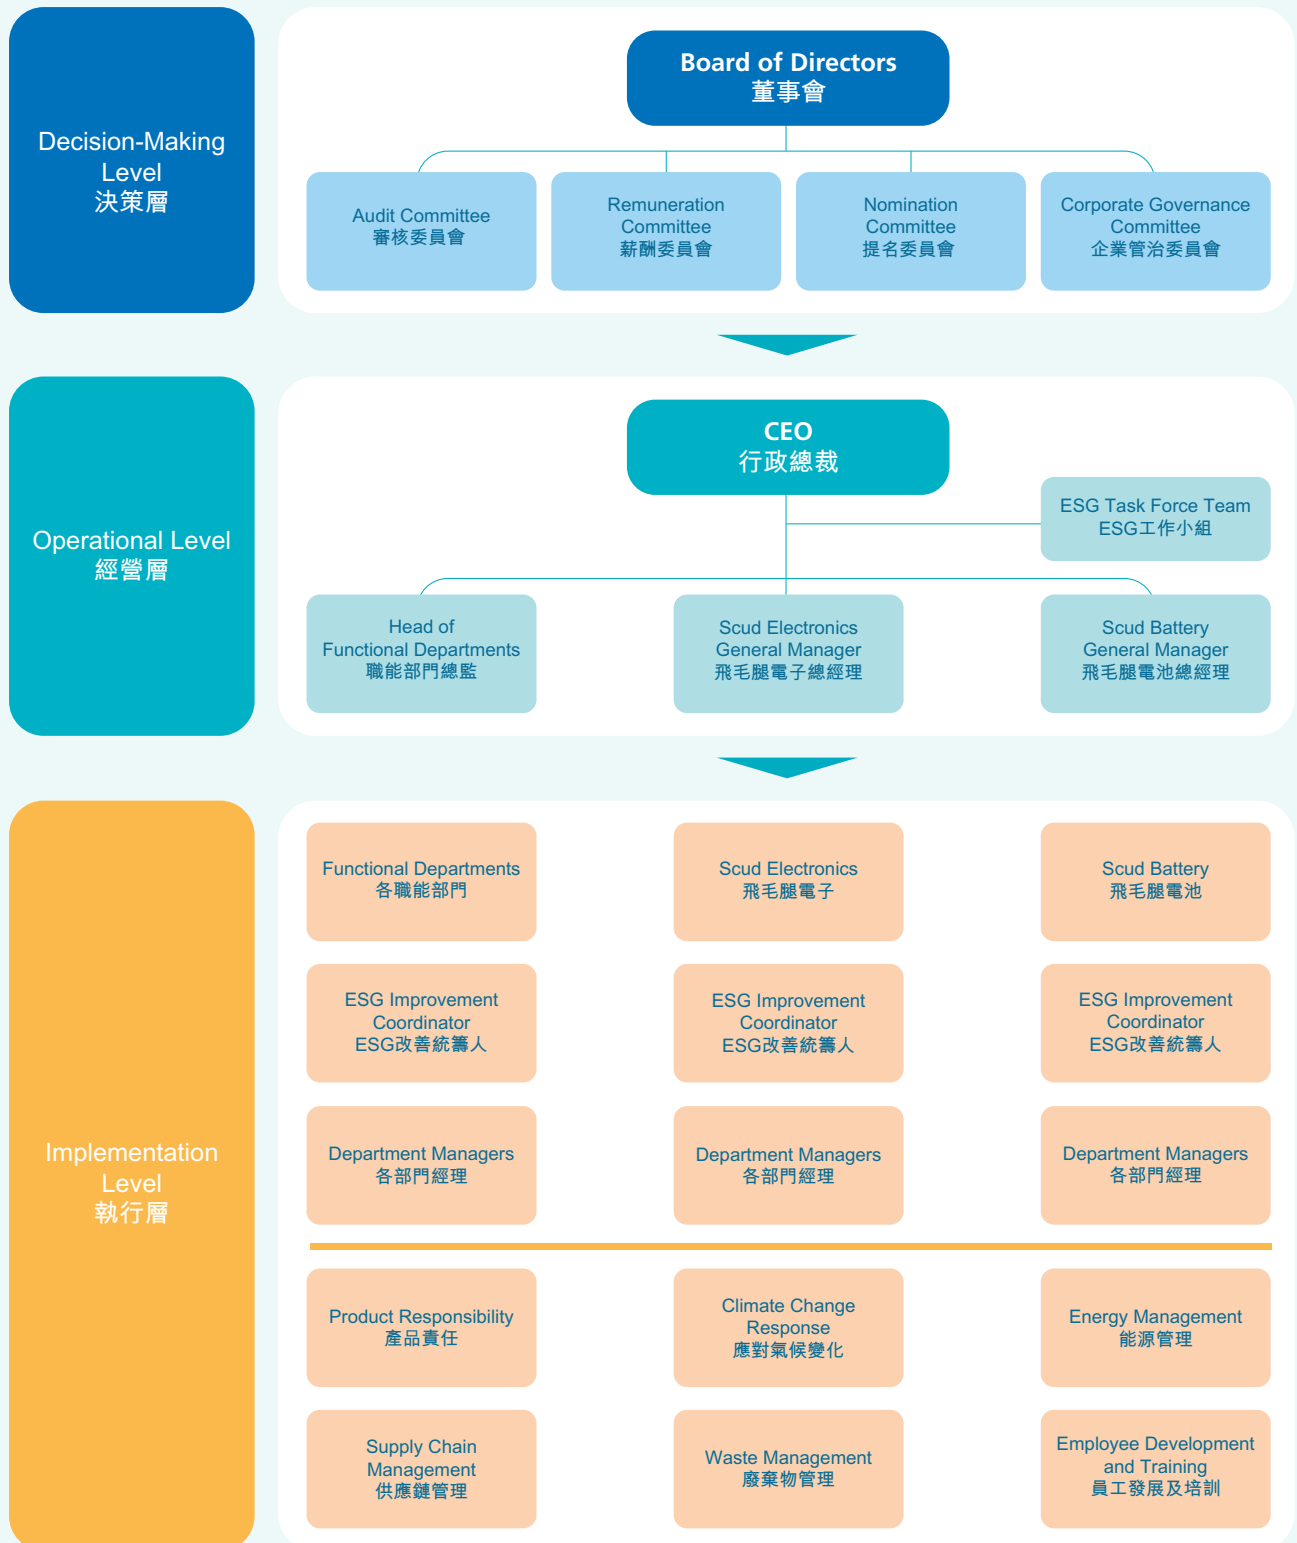 Decision-Making
Level
決策層
Board of Directors
董事會
Audit Committee
審核委員會
Remuneration
Committee
薪酬委員會
Nomination
Committee
提名委員會
Corporate Governance
Committee
企業管治委員會
Operational Level
經營層
CEO
行政總裁
ESG Task Force Team
ESG工作小組
Head of
Functional Departments
職能部門總監
Scud Electronics
General Manager
飛毛腿電子總經理
Scud Battery
General Manager
飛毛腿電池總經理
Implementation
Level
執行層
Functional Departments
各職能部門
Scud Electronics
飛毛腿電子
Scud Battery
飛毛腿電池
ESG Improvement
Coordinator
ESG改善統籌人
ESG Improvement
Coordinator
ESG改善統籌人
ESG Improvement
Coordinator
ESG改善統籌人
Department Managers
各部門經理
Department Managers
各部門經理
Department Managers
各部門經理
Product Responsibility
產品責任
Climate Change
Response
應對氣候變化
Energy Management
能源管理
Supply Chain
Management
供應鏈管理
Waste Management
廢棄物管理
Employee Development
and Training
員工發展及培訓